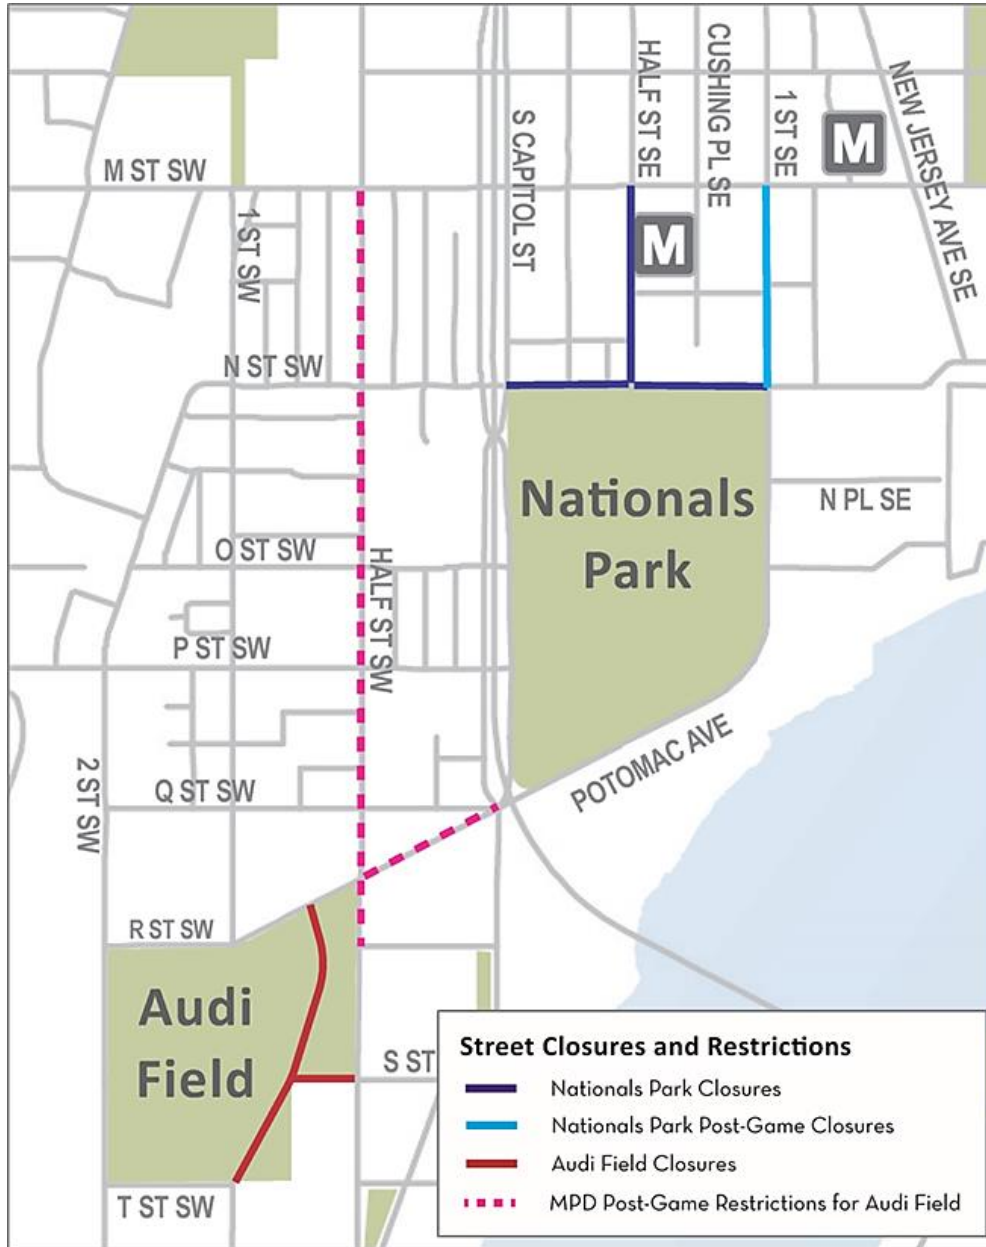 HALF ST SE
CUSHING PL SE
1 ST SE
NEW JERSEY AVE SE
S CAPITOL ST
M
M ST SW
1 ST SW
M
N ST SW
Nationals
Park
N PL SE
O ST SW
HALF ST SW
P ST SW
POTOMAC AVE
2 ST SW
Q ST SW
R ST SW
Audi
Field
S ST
T ST SW
Street Closures and Restrictions
Nationals Park Closures
Nationals Park Post-Game Closures
Audi Field Closures
MPD Post-Game Restrictions for Audi Field